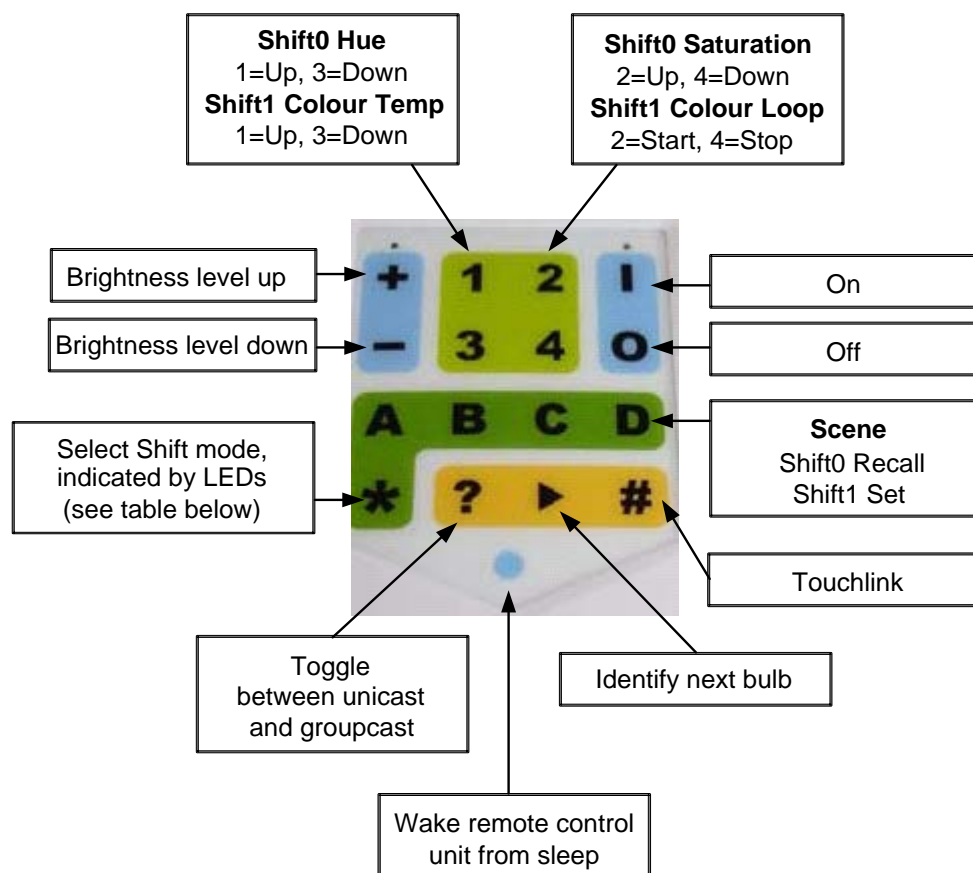 Shift0 Hue
1=Up, 3=Down
Shift1 Colour Temp
1=Up, 3=Down
Shift0 Saturation
2=Up, 4=Down
Shift1 Colour Loop
2=Start, 4=Stop
Brightness level up
+ 1 2 I
On
Brightness level down
− 3 4 O
Off
A B C D
Scene
Shift0 Recall
Shift1 Set
Select Shift mode,
indicated by LEDs
(see table below)
* ? ► #
Touchlink
Toggle
between unicast
and groupcast
Identify next bulb
Wake remote control
unit from sleep